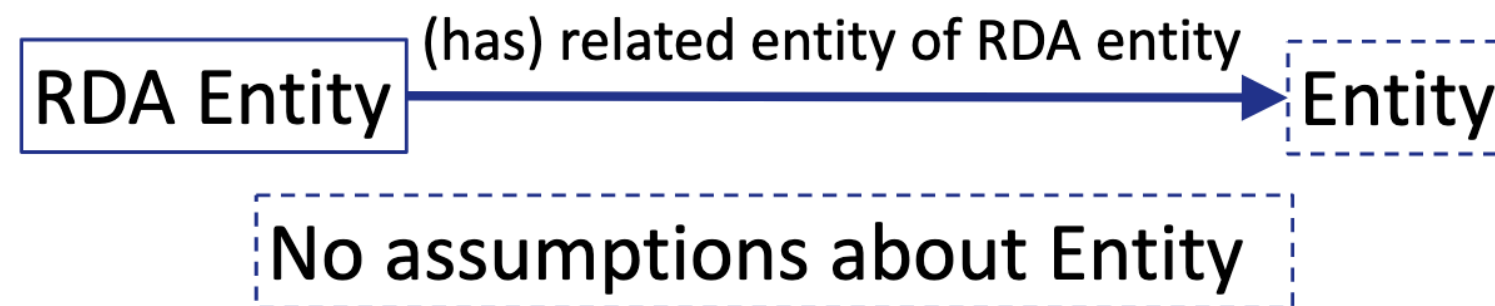 (has) related entity of RDA entity
RDA Entity
Entity
No assumptions about Entity